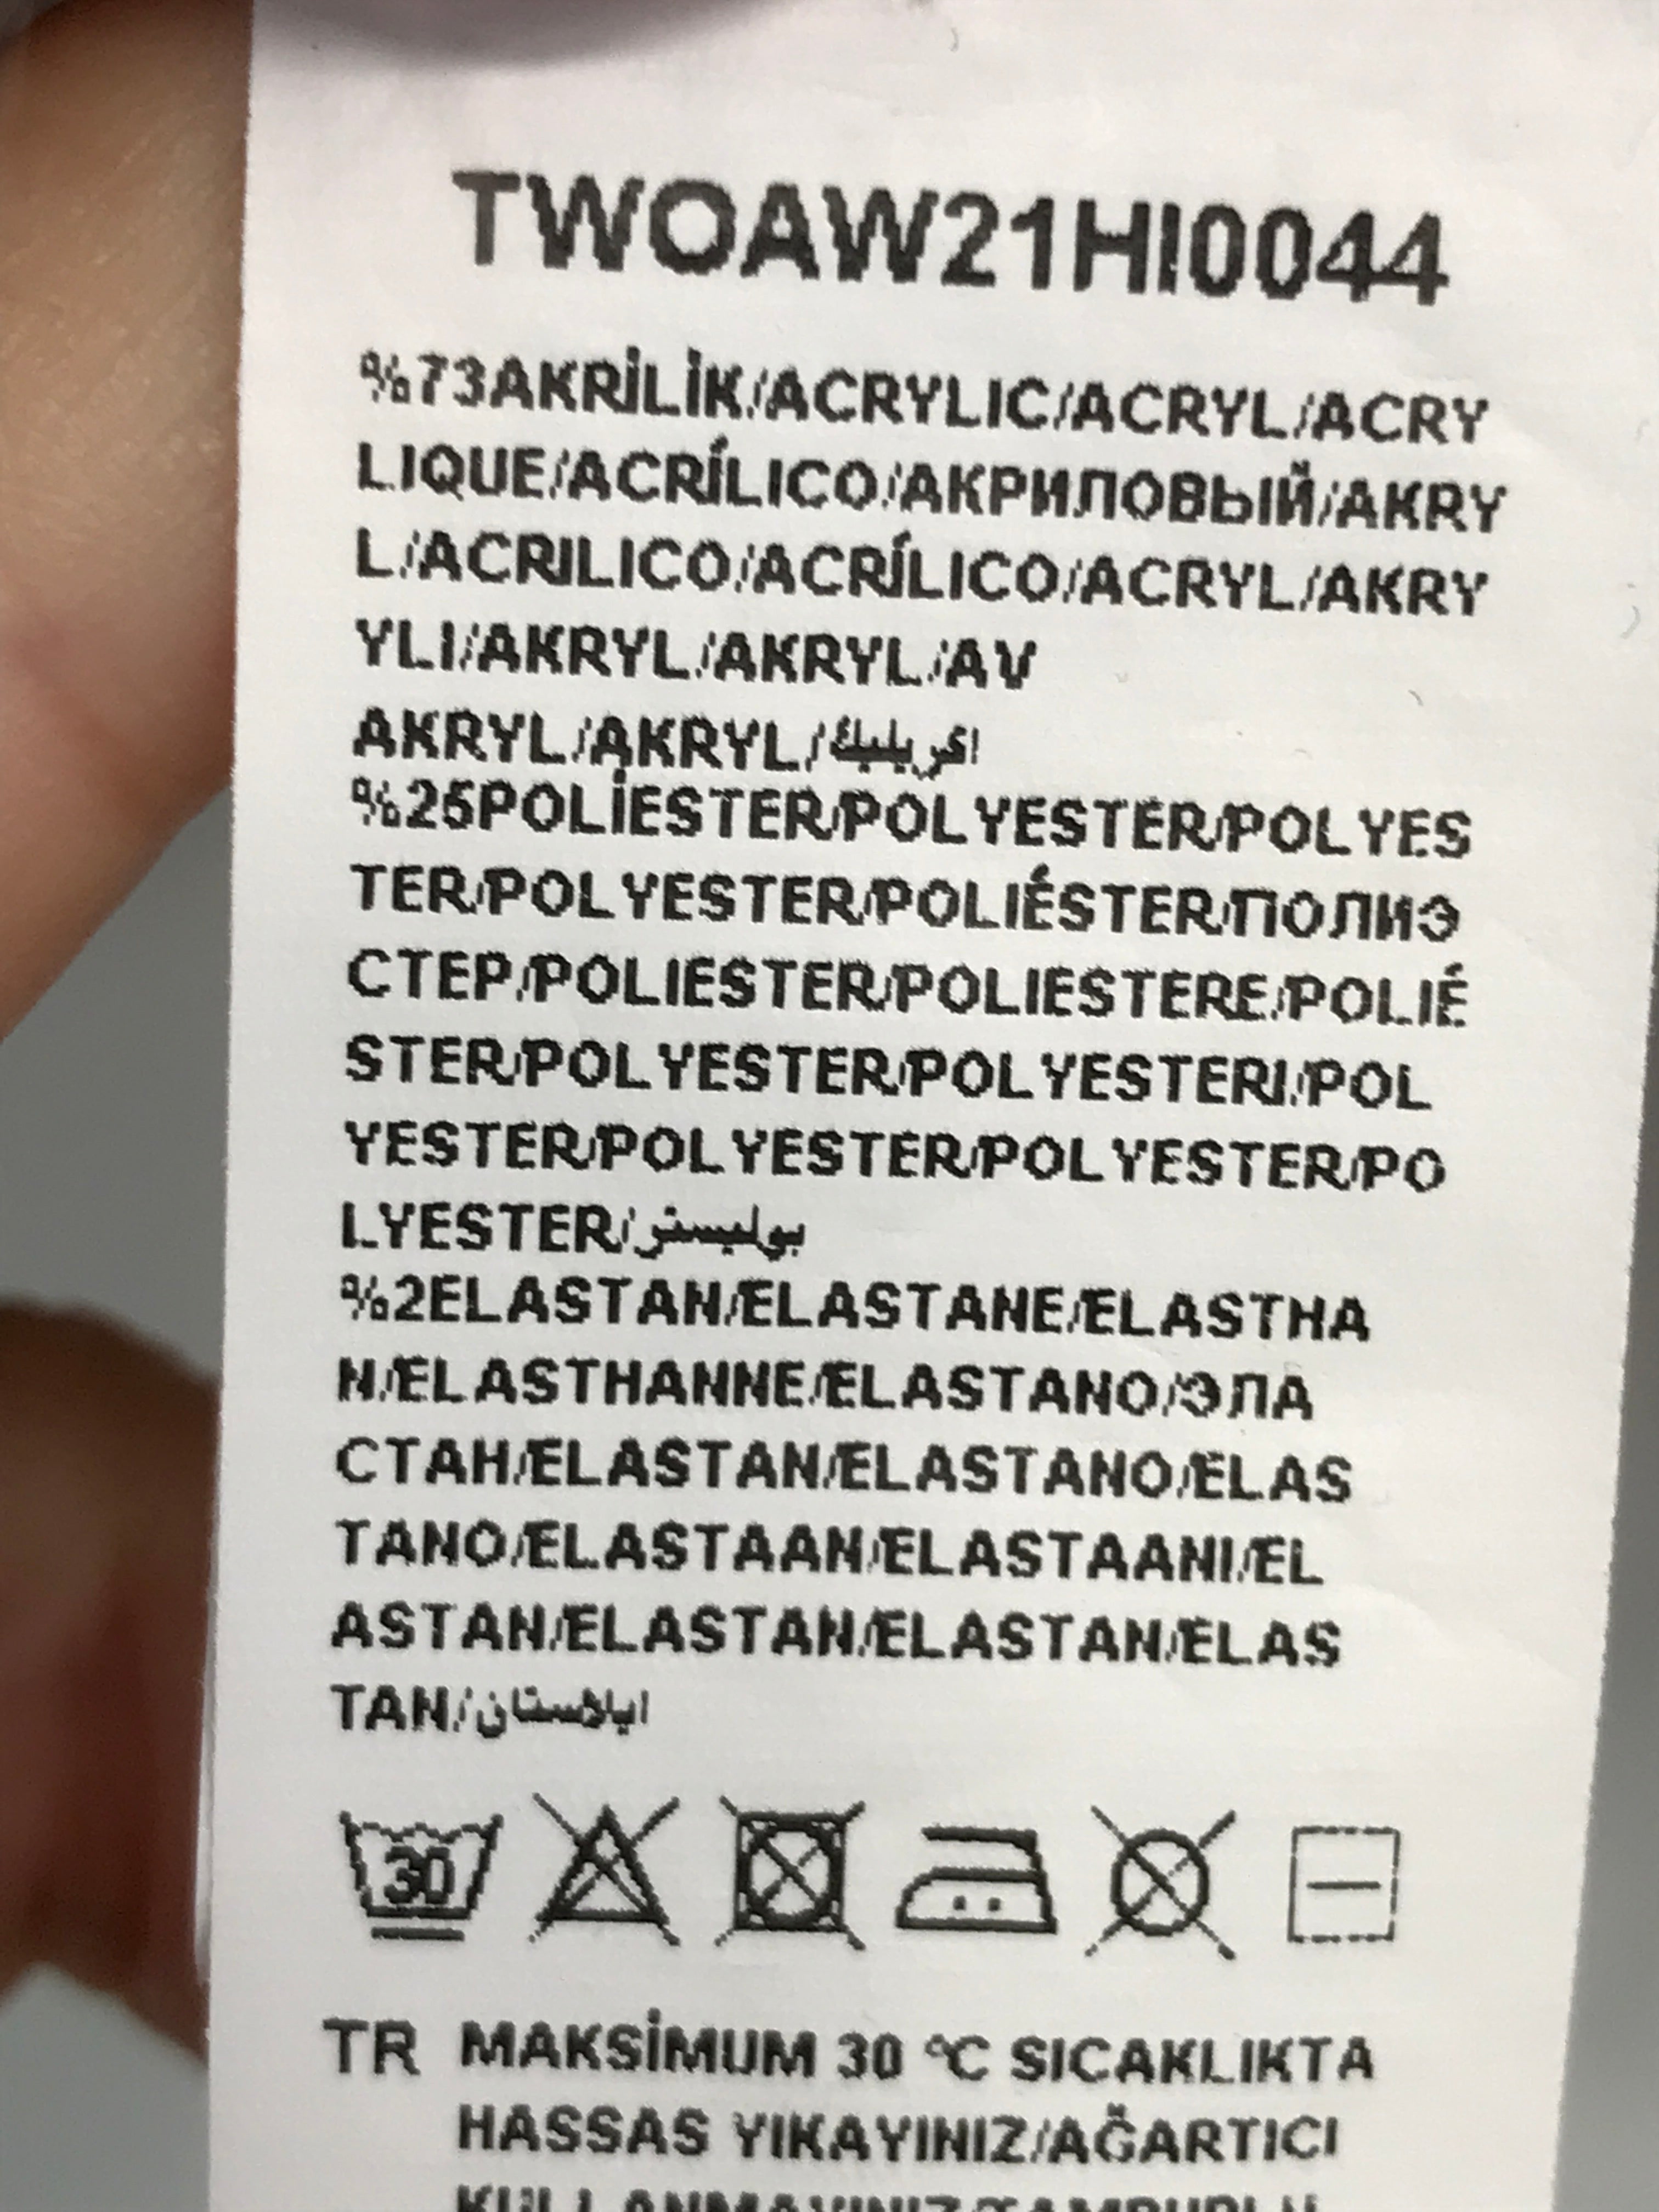 TWOAW21HI0044
%73AKRİLİK/ACRYLIC/ACRYL/ACRY
LIQUE/ACRÍLICO/АКРИЛОВЫЙ/AKRY
L/ACRILICO/ACRÍLICO/ACRYL/AKRY
YLI/AKRYL/AKRYL/AV
AKRYL/AKRYL/اكريليك
%25POLİESTER/POLYESTER/POLYES
TER/POLYESTER/POLIÉSTER/ПОЛИЭ
СТЕР/POLIESTER/POLIESTERE/POLIÉ
STER/POLYESTER/POLYESTERI/POL
YESTER/POLYESTER/POLYESTER/PO
LYESTER/بوليستر
%2ELASTAN/ELASTANE/ELASTHA
N/ELASTHANNE/ELASTANO/ЭЛА
СТАН/ELASTAN/ELASTANO/ELAS
TANO/ELASTAAN/ELASTAANI/EL
ASTAN/ELASTAN/ELASTAN/ELAS
TAN/ايلاستان
30
TR MAKSİMUM 30 °C SICAKLIKTA
HASSAS YIKAYINIZ/AĞARTICI
KULLANMAYINIZ/TAMBURLU